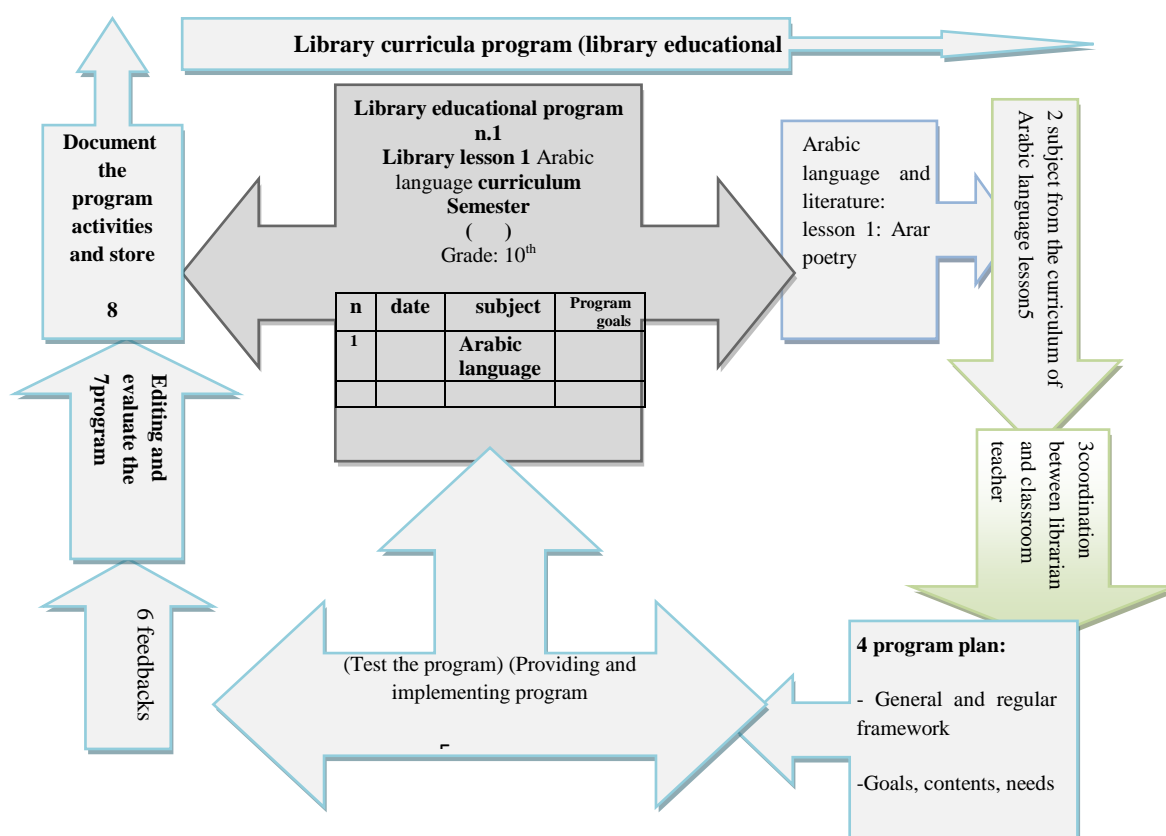 Library curricula program (library educational
Document
the
program
activities
and store
8
Library educational program
n.1
Library lesson 1 Arabic
language curriculum
Semester
( )
Grade: 10th
n date subject Program goals
1 Arabic language
Arabic
language and
literature:
lesson 1: Arar
poetry
2 subject from the curriculum of
Arabic language lesson5
3coordination
between librarian
and classroom
teacher
4 program plan:
- General and regular
framework
-Goals, contents, needs
(Test the program) (Providing and
implementing program
6 feedbacks
Editing and
evaluate the
7program